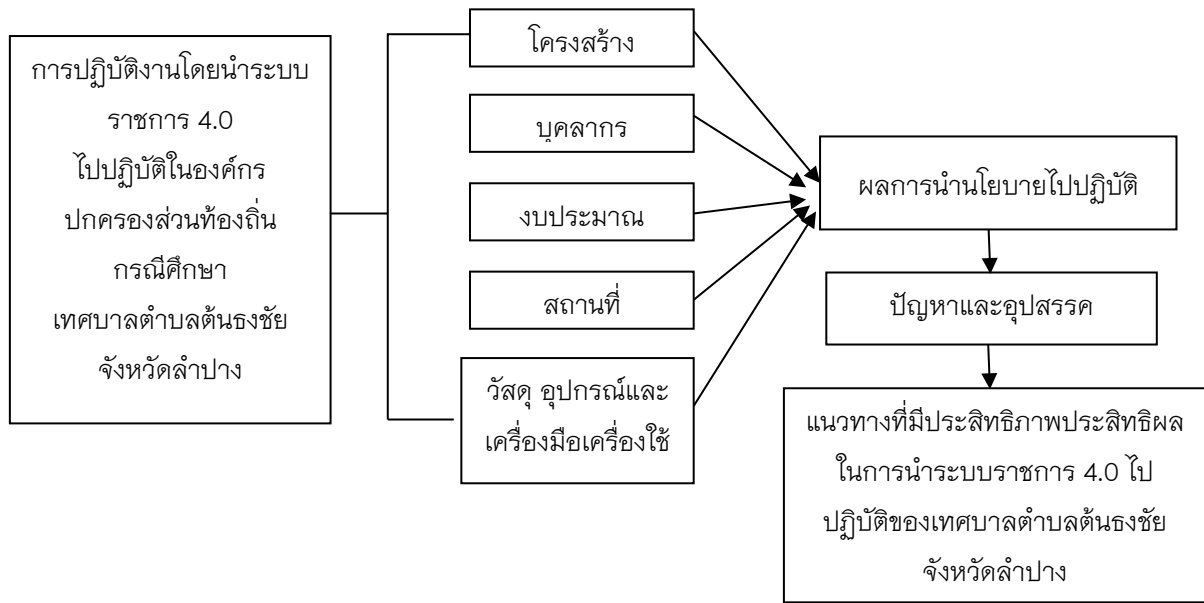 การปฏิบัติงานโดยนำระบบ
ราชการ 4.0
ไปปฏิบัติในองค์กร
ปกครองส่วนท้องถิ่น
กรณีศึกษา
เทศบาลตำบลต้นธงชัย
จังหวัดลำปาง
โครงสร้าง
บุคลากร
งบประมาณ
สถานที่
วัสดุ อุปกรณ์และ
เครื่องมือเครื่องใช้
ผลการนำนโยบายไปปฏิบัติ
ปัญหาและอุปสรรค
แนวทางที่มีประสิทธิภาพประสิทธิผล
ในการนำระบบราชการ 4.0 ไป
ปฏิบัติของเทศบาลตำบลต้นธงชัย
จังหวัดลำปาง